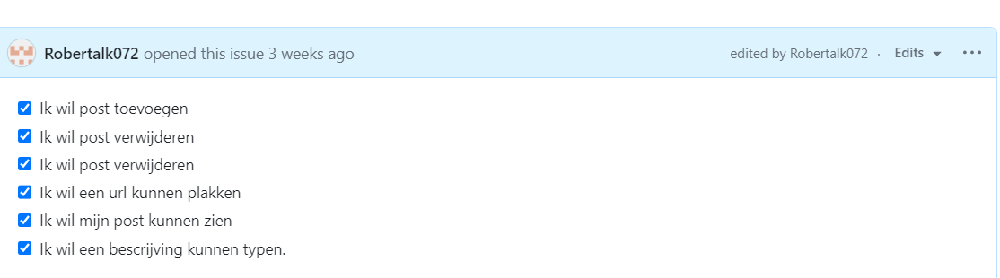 Robertalk072 opened this issue 3 weeks ago edited by Robertalk072 · Edits
Ik wil post toevoegen
Ik wil post verwijderen
Ik wil post verwijderen
Ik wil een url kunnen plakken
Ik wil mijn post kunnen zien
Ik wil een bescrijving kunnen typen.